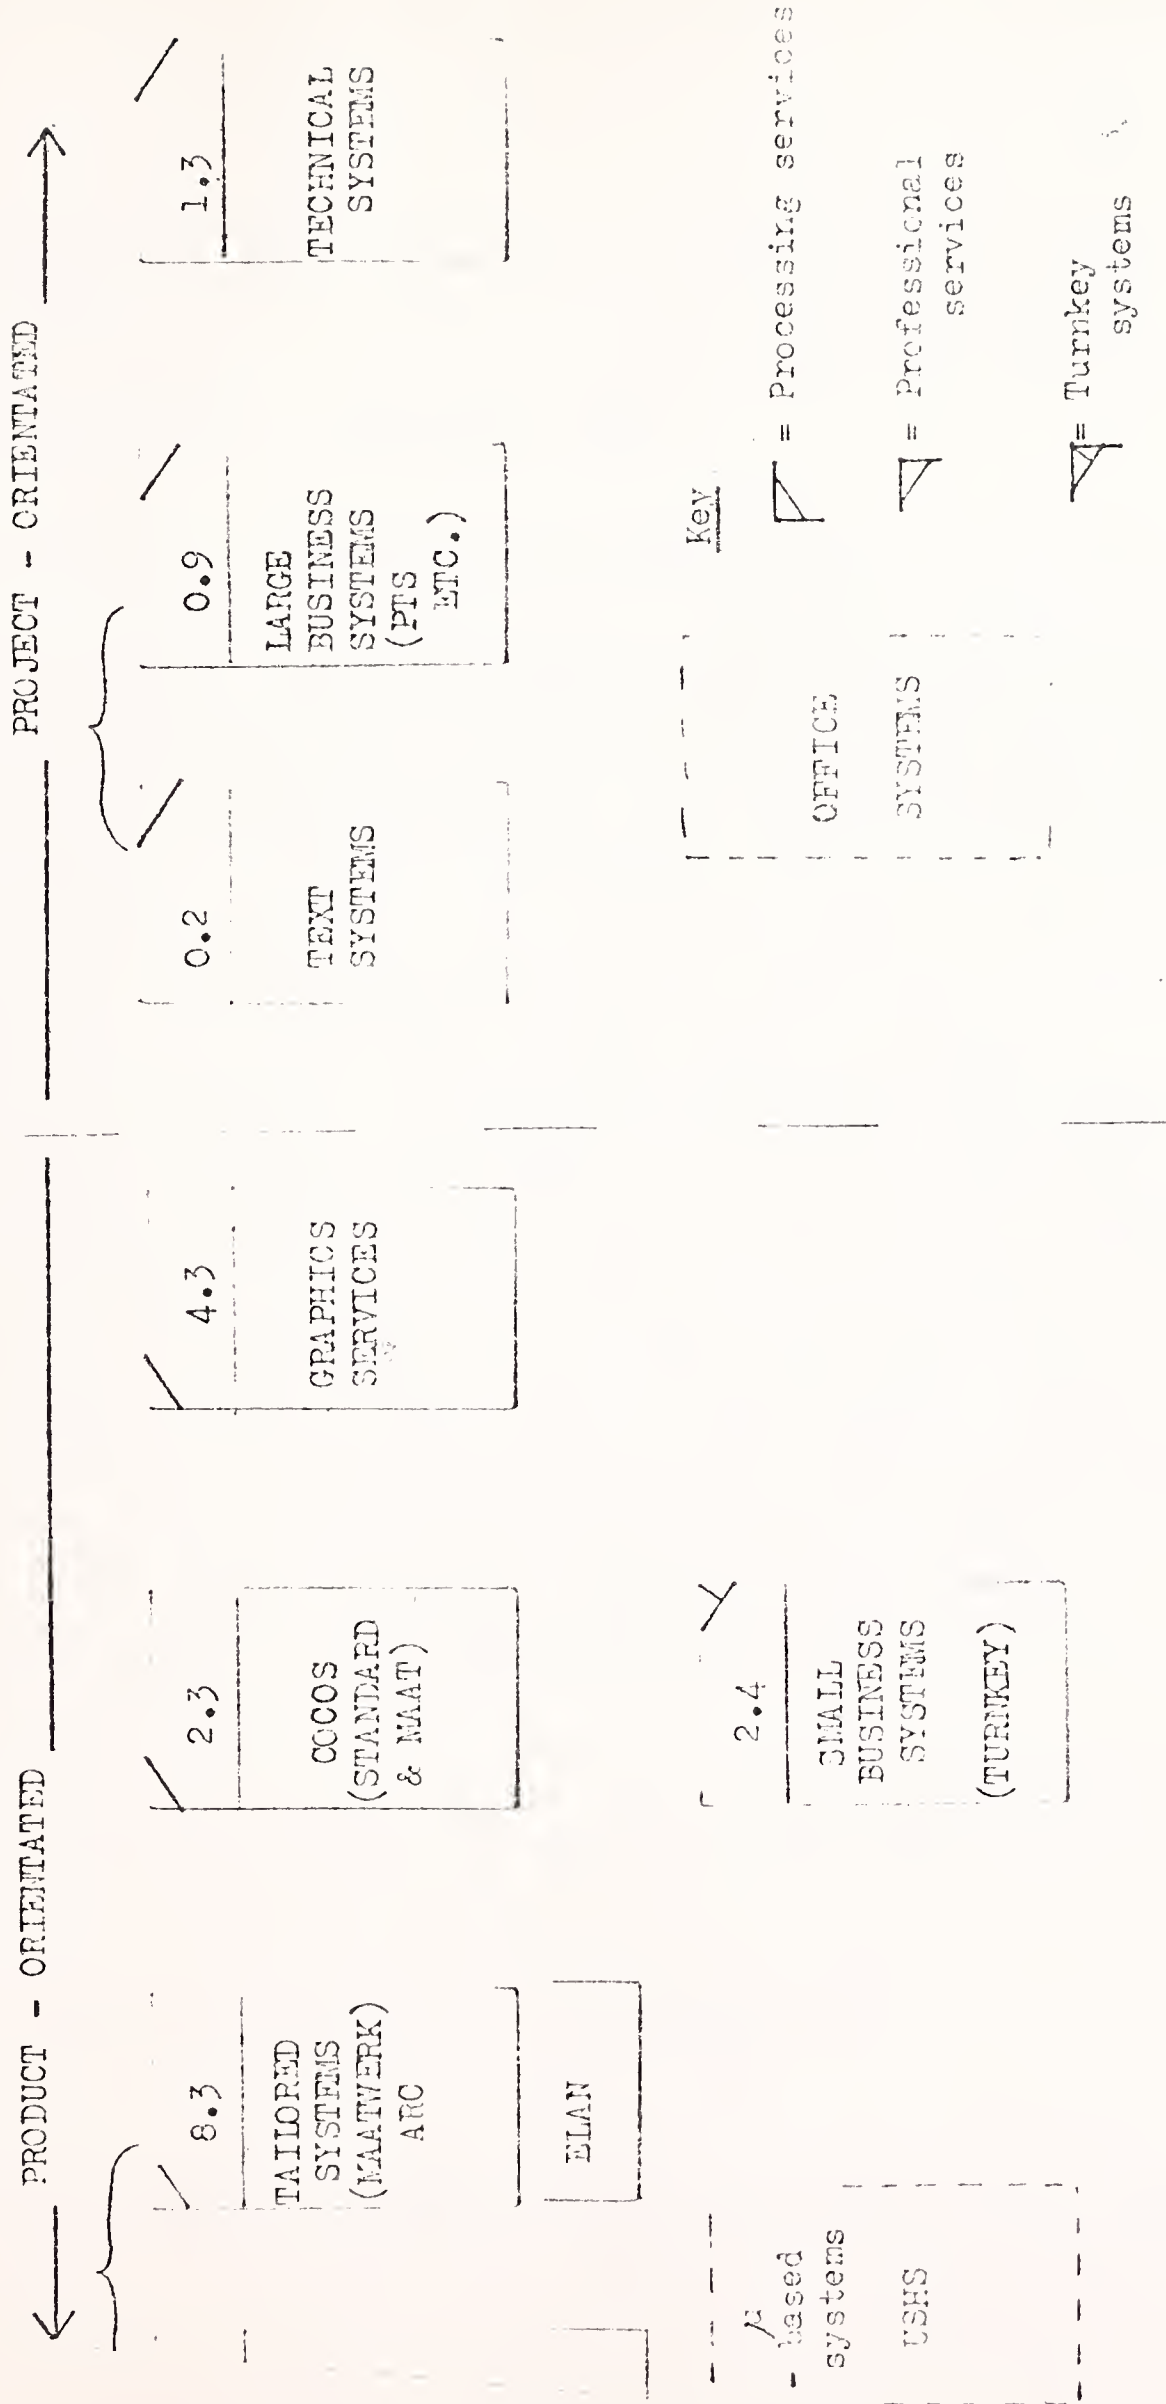 PRODUCT - ORIENTATED
PROJECT - ORIENTATED
8.3
TAILORED
SYSTEMS
(MAATWERK)
ARC
ELAN
2.3
COCOS
(STANDARD
& MAAT)
4.3
GRAPHICS
SERVICES
0.2
TEXT
SYSTEMS
0.9
LARGE
BUSINESS
SYSTEMS
(PTS
ETC.)
1.3
TECHNICAL
SYSTEMS
μ
- based
systems
USHS
2.4
SMALL
BUSINESS
SYSTEMS
(TURNKEY)
OFFICE
SYSTEMS
Key
= Processing services
= Professional
services
= Turnkey
systems